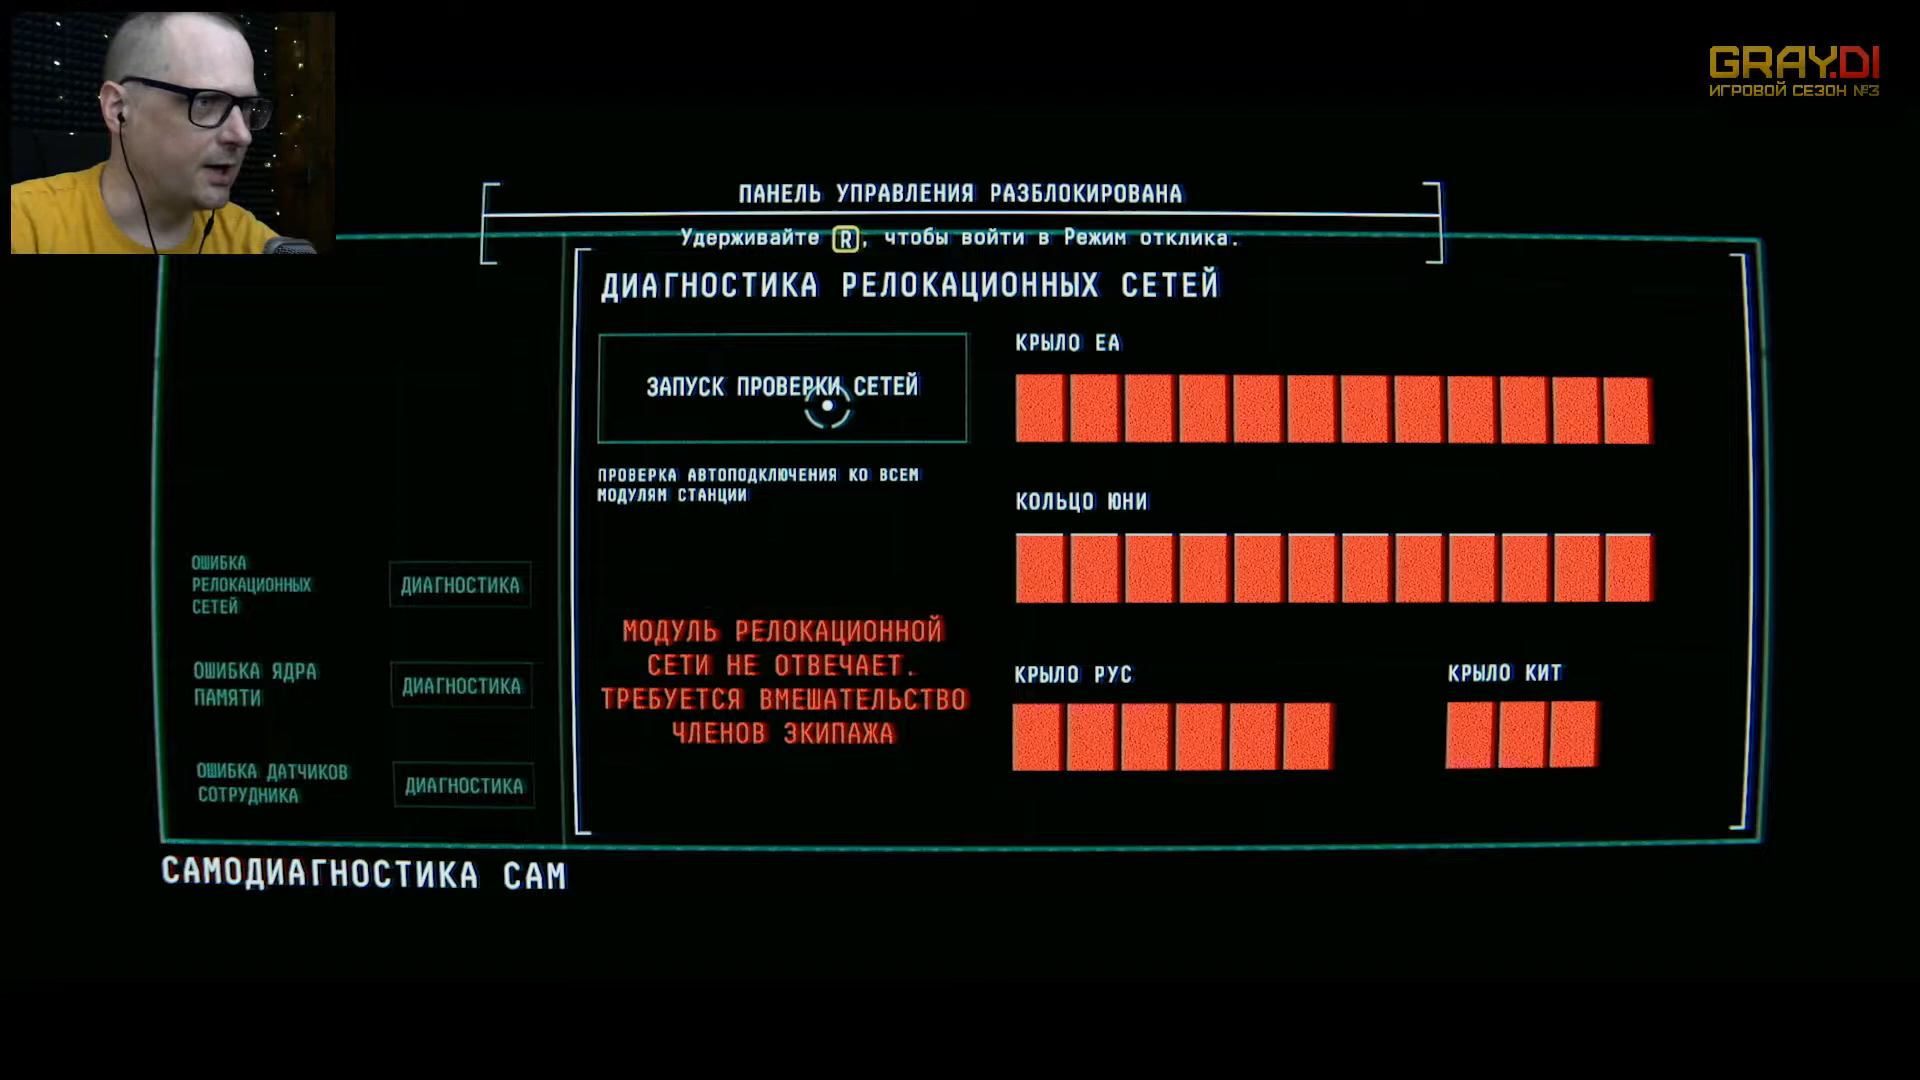 GRAY.DI
ИГРОВОЙ СЕЗОН №3
ПАНЕЛЬ УПРАВЛЕНИЯ РАЗБЛОКИРОВАНА
Удерживайте R, чтобы войти в Режим отклика.
ДИАГНОСТИКА РЕЛОКАЦИОННЫХ СЕТЕЙ
ЗАПУСК ПРОВЕРКИ СЕТЕЙ
ПРОВЕРКА АВТОПОДКЛЮЧЕНИЯ КО ВСЕМ
МОДУЛЯМ СТАНЦИИ
МОДУЛЬ РЕЛОКАЦИОННОЙ
СЕТИ НЕ ОТВЕЧАЕТ.
ТРЕБУЕТСЯ ВМЕШАТЕЛЬСТВО
ЧЛЕНОВ ЭКИПАЖА
КРЫЛО ЕА
КОЛЬЦО ЮНИ
КРЫЛО РУС
КРЫЛО КИТ
ОШИБКА
РЕЛОКАЦИОННЫХ
СЕТЕЙ
ДИАГНОСТИКА
ОШИБКА ЯДРА
ПАМЯТИ
ДИАГНОСТИКА
ОШИБКА ДАТЧИКОВ
СОТРУДНИКА
ДИАГНОСТИКА
САМОДИАГНОСТИКА САМ